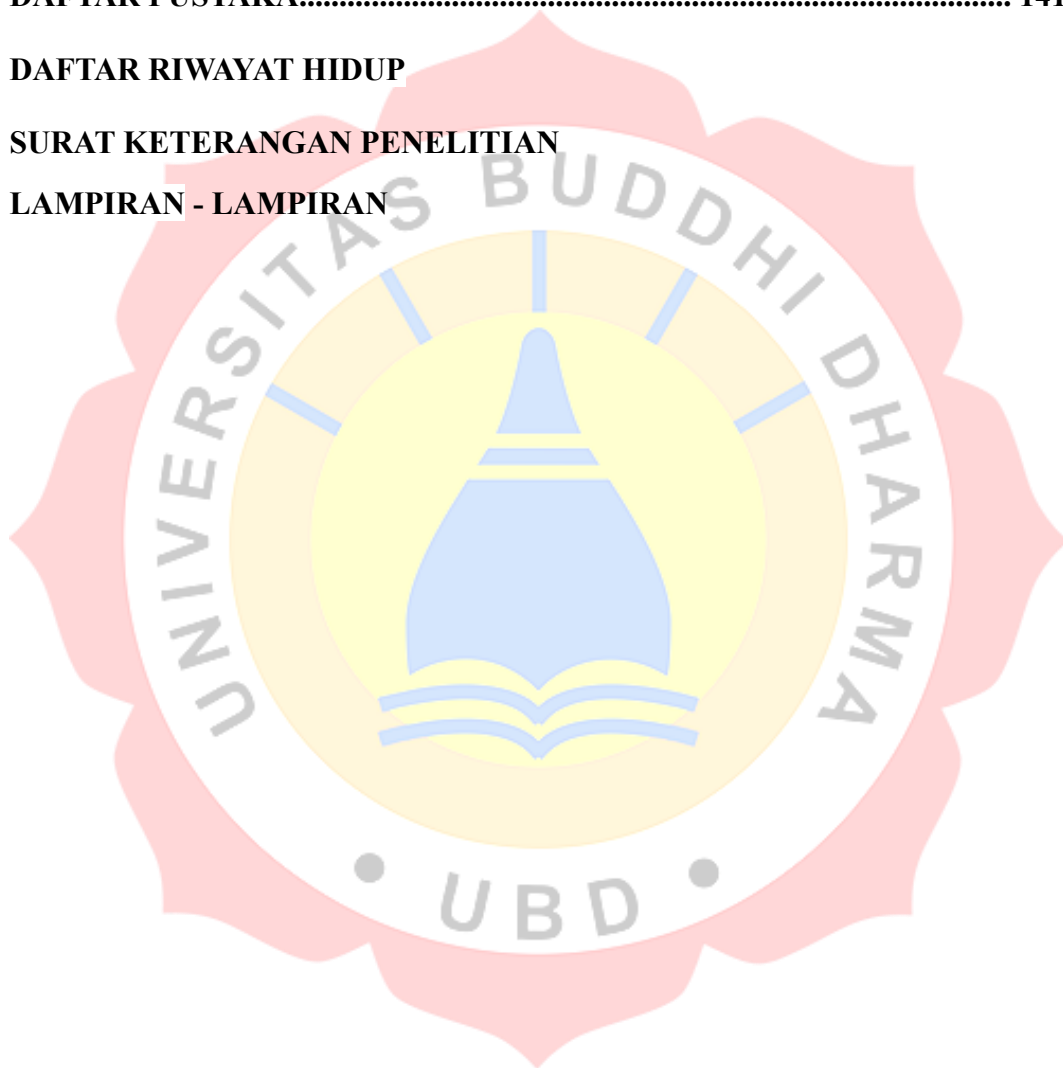 DAFTAR PUSTAKA........................................................................................... 141
DAFTAR RIWAYAT HIDUP
SURAT KETERANGAN PENELITIAN
LAMPIRAN - LAMPIRAN
UNIVERSITAS BUDDHI DHARMA
• UBD •